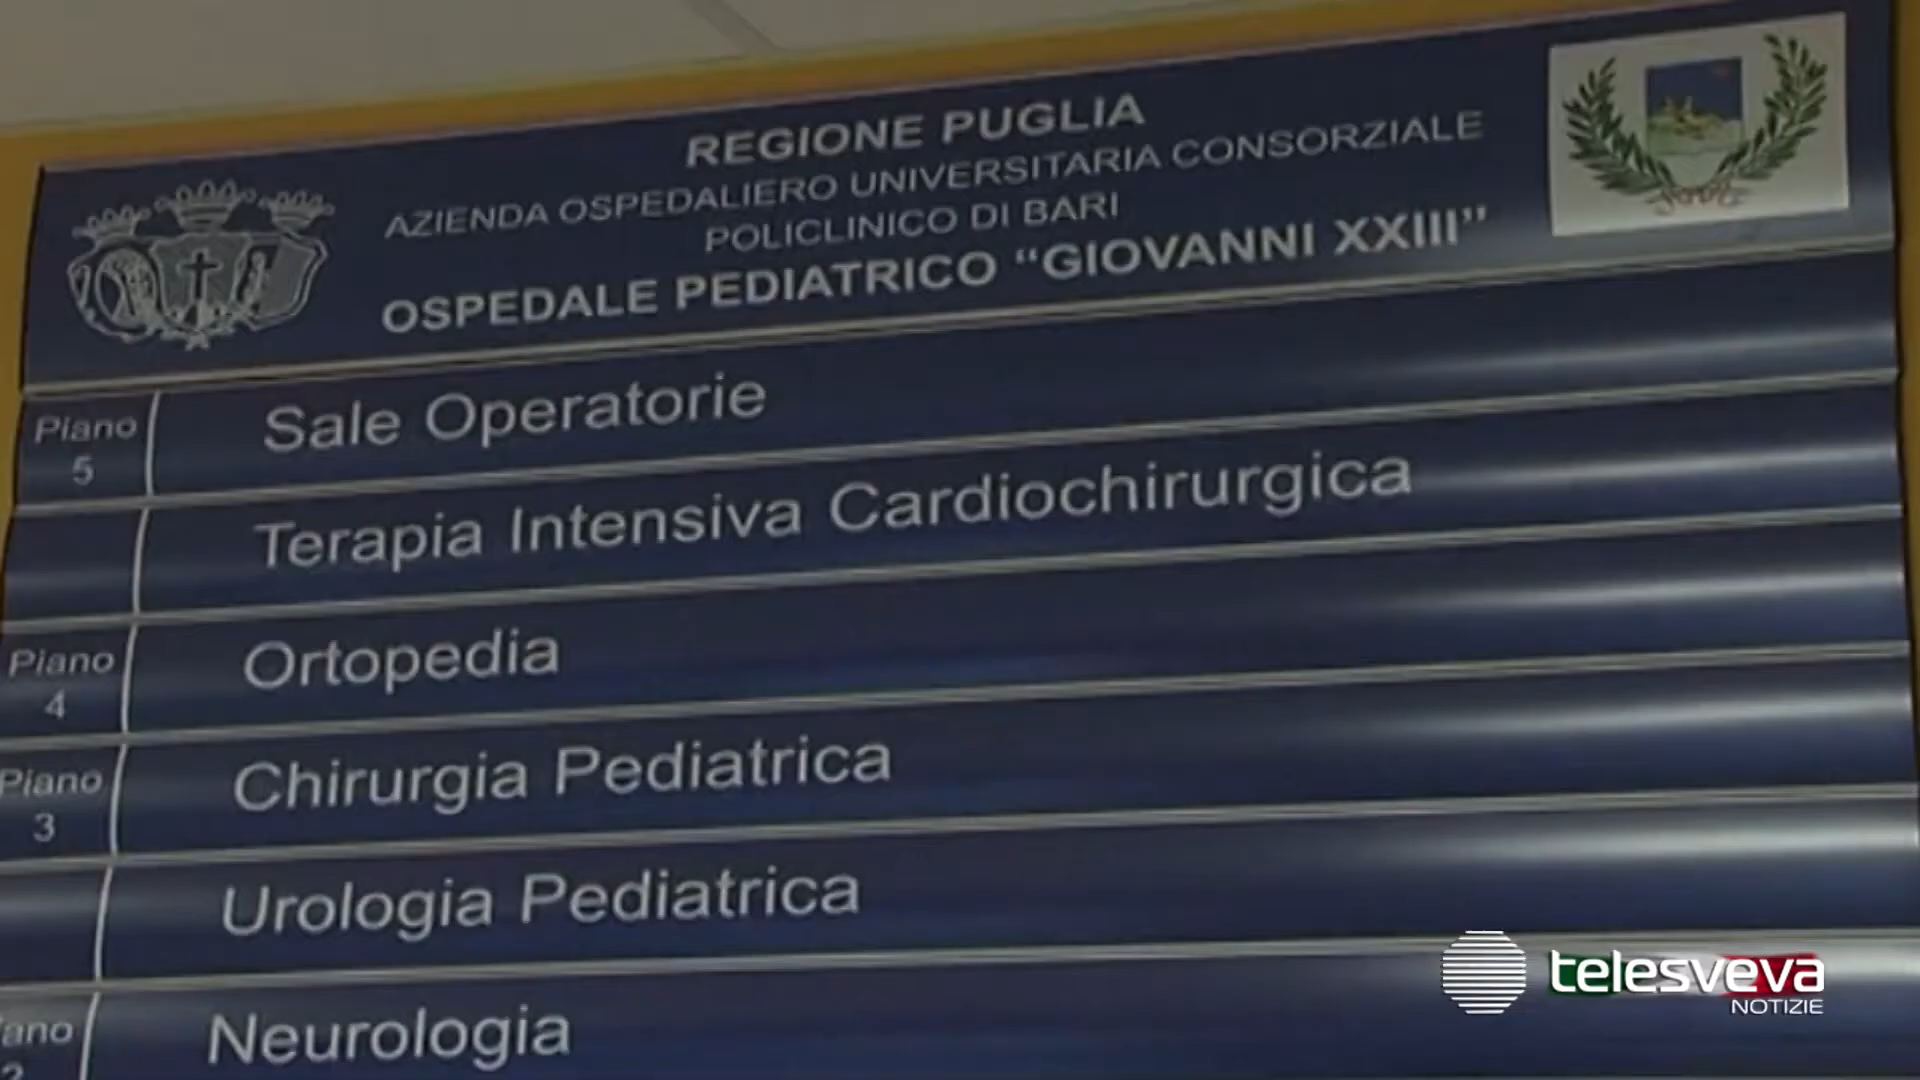 REGIONE PUGLIA
AZIENDA OSPEDALIERO UNIVERSITARIA CONSORZIALE
POLICLINICO DI BARI
OSPEDALE PEDIATRICO “GIOVANNI XXIII”
Piano 5 Sale Operatorie
Terapia Intensiva Cardiochirurgica
Piano 4 Ortopedia
Piano 3 Chirurgia Pediatrica
Urologia Pediatrica
Neurologia
telesveva
NOTIZIE